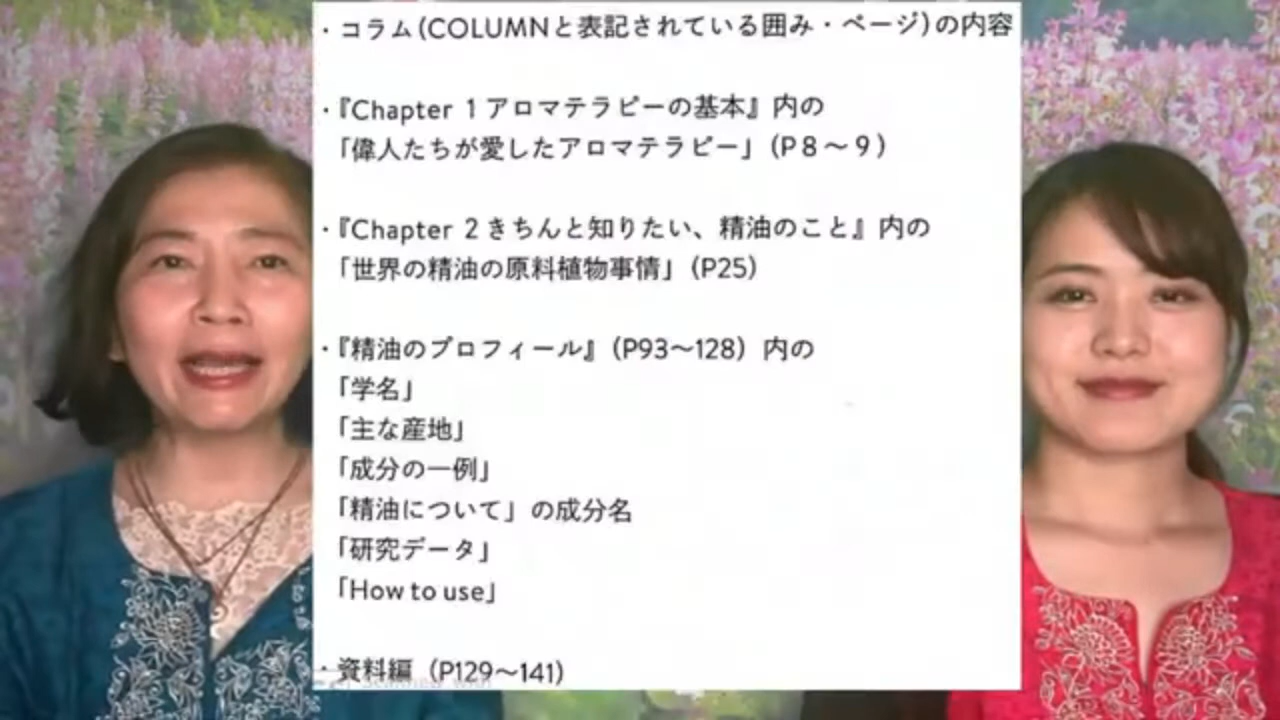 ・コラム(COLUMNと表記されている囲み・ページ)の内容
・『Chapter 1アロマテラピーの基本』内の
「偉人たちが愛したアロマテラピー」(P8～9)
・『Chapter 2きちんと知りたい、精油のこと』内の
「世界の精油の原料植物事情」(P25)
・『精油のプロフィール』(P93～128) 内の
「学名」
「主な産地」
「成分の一例」
「精油について」の成分名
「研究データ」
「How to use」
・資料編 (P129～141)